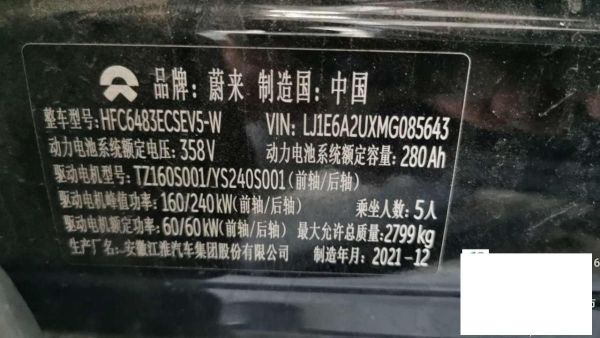 品牌:蔚来 制造国:中国
整车型号:HFC6483ECSEV5-W VIN:LJ1E6A2UXMG085643
动力电池系统额定电压:358V 动力电池系统额定容量:280Ah
驱动电机型号:TZ160S001/YS240S001(前轴/后轴)
驱动电机峰值功率:160/240kW(前轴/后轴) 乘坐人数:5人
驱动电机额定功率:60/60kW(前轴/后轴) 最大允许总质量:2799kg
生产厂名:安徽江淮汽车集团股份有限公司 制造年月:2021-12